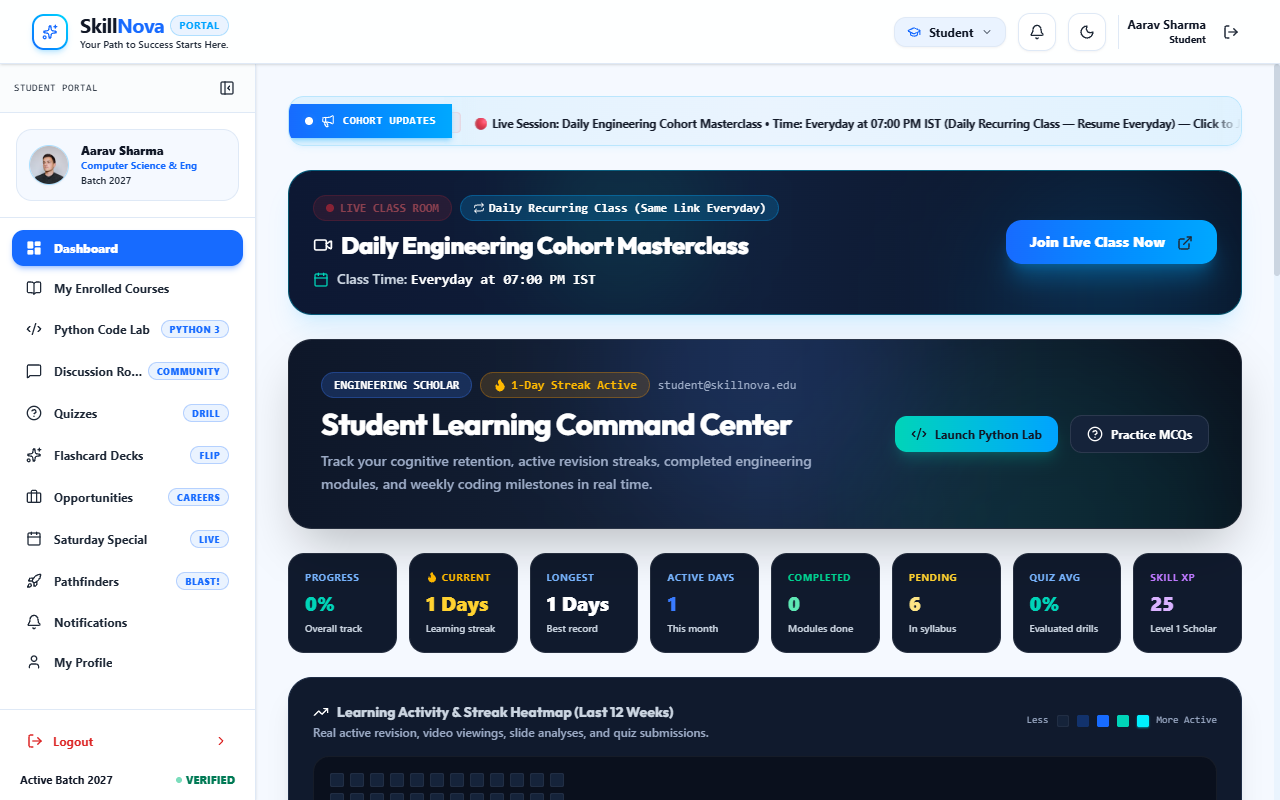 SkillNova PORTAL
Your Path to Success Starts Here.
Student
Aarav Sharma
Student
STUDENT PORTAL
Aarav Sharma
Computer Science & Eng
Batch 2027
Dashboard
My Enrolled Courses
Python Code Lab PYTHON 3
Discussion Ro... COMMUNITY
Quizzes DRILL
Flashcard Decks FLIP
Opportunities CAREERS
Saturday Special LIVE
Pathfinders BLAST!
Notifications
My Profile
Logout
Active Batch 2027 VERIFIED
COHORT UPDATES
Live Session: Daily Engineering Cohort Masterclass • Time: Everyday at 07:00 PM IST (Daily Recurring Class — Resume Everyday) — Click to
LIVE CLASS ROOM Daily Recurring Class (Same Link Everyday)
Daily Engineering Cohort Masterclass
Class Time: Everyday at 07:00 PM IST
Join Live Class Now
ENGINEERING SCHOLAR 1-Day Streak Active student@skillnova.edu
Student Learning Command Center
Track your cognitive retention, active revision streaks, completed engineering
modules, and weekly coding milestones in real time.
Launch Python Lab
Practice MCQs
PROGRESS
0%
Overall track
CURRENT
1 Days
Learning streak
LONGEST
1 Days
Best record
ACTIVE DAYS
1
This month
COMPLETED
0
Modules done
PENDING
6
In syllabus
QUIZ AVG
0%
Evaluated drills
SKILL XP
25
Level 1 Scholar
Learning Activity & Streak Heatmap (Last 12 Weeks)
Real active revision, video viewings, slide analyses, and quiz submissions.
Less More Active